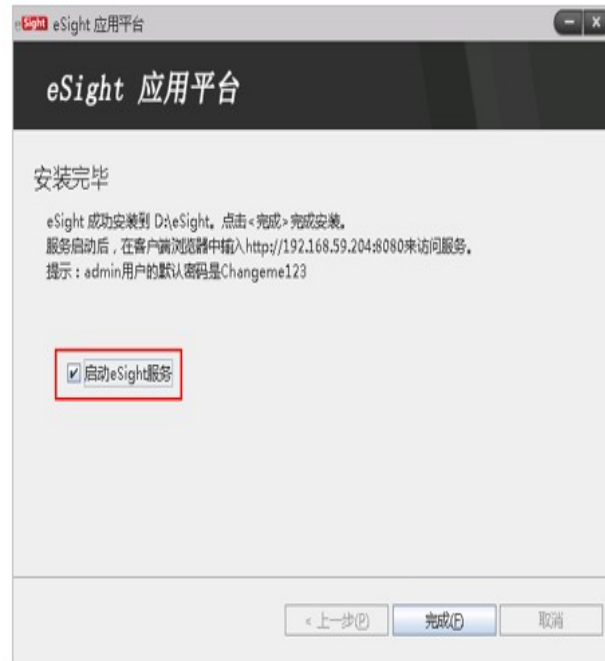 eSight eSight 应用平台
eSight 应用平台
安装完毕
eSight 成功安装到 D:\eSight。点击<完成>完成安装。
服务启动后，在客户端浏览器中输入http://192.168.59.204:8080来访问服务。
提示：admin用户的默认密码是Changeme123
启动eSight服务
<上一步(P) 完成(F) 取消